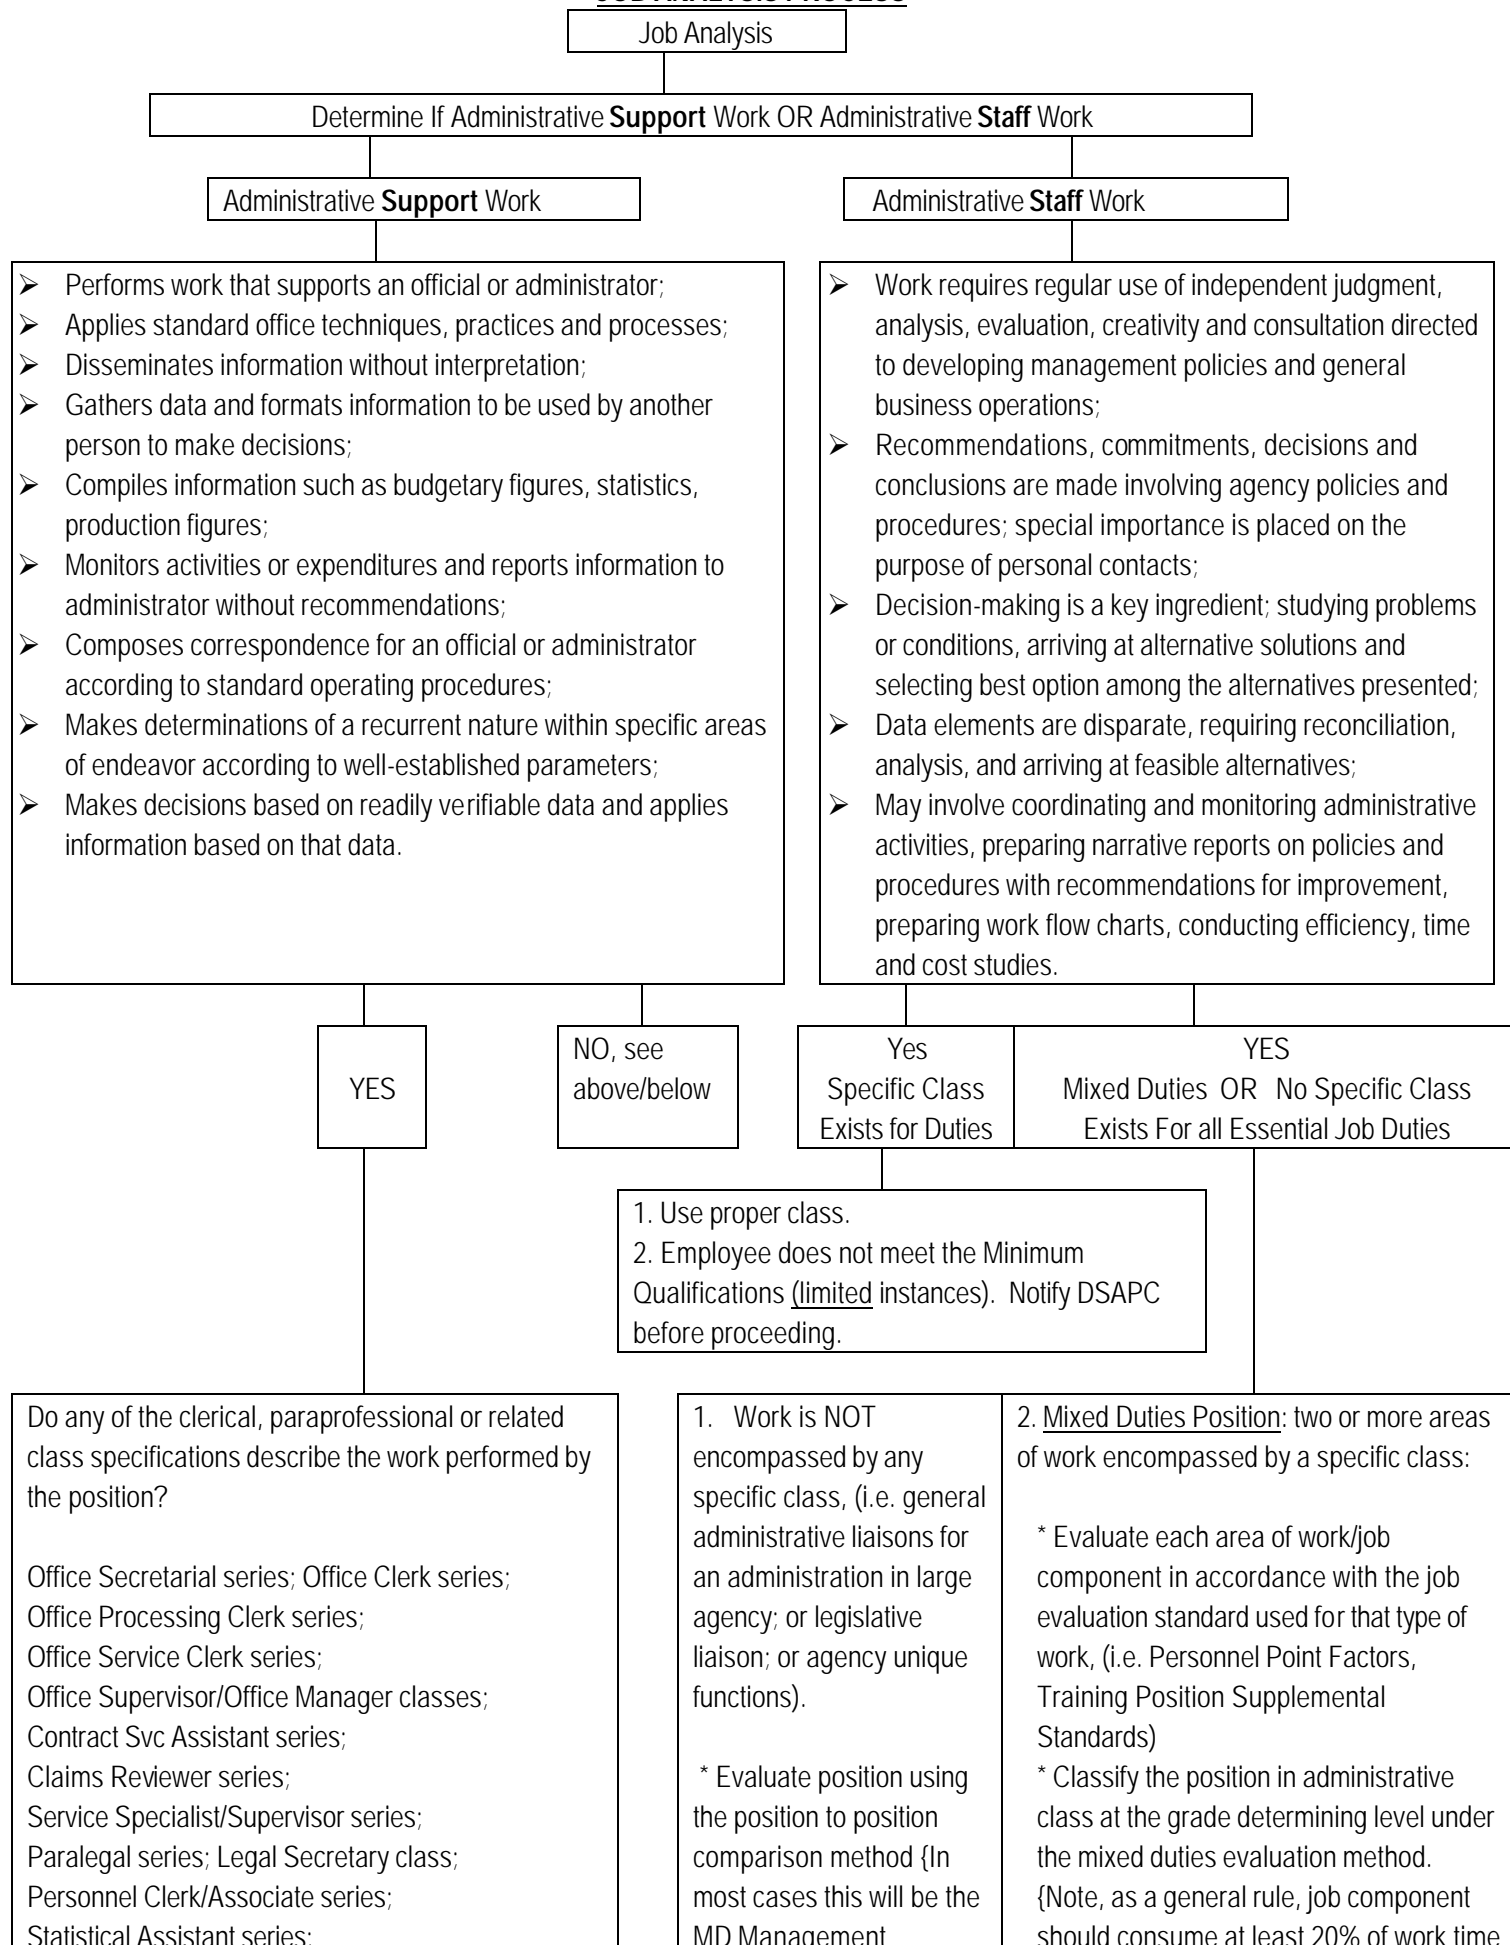 JOB ANALYSIS PROCESS
Job Analysis
Determine If Administrative Support Work OR Administrative Staff Work
Administrative Support Work
Administrative Staff Work
➢ Performs work that supports an official or administrator;
➢ Applies standard office techniques, practices and processes;
➢ Disseminates information without interpretation;
➢ Gathers data and formats information to be used by another
person to make decisions;
➢ Compiles information such as budgetary figures, statistics,
production figures;
➢ Monitors activities or expenditures and reports information to
administrator without recommendations;
➢ Composes correspondence for an official or administrator
according to standard operating procedures;
➢ Makes determinations of a recurrent nature within specific areas
of endeavor according to well-established parameters;
➢ Makes decisions based on readily verifiable data and applies
information based on that data.
➢ Work requires regular use of independent judgment,
analysis, evaluation, creativity and consultation directed
to developing management policies and general
business operations;
➢ Recommendations, commitments, decisions and
conclusions are made involving agency policies and
procedures; special importance is placed on the
purpose of personal contacts;
➢ Decision-making is a key ingredient; studying problems
or conditions, arriving at alternative solutions and
selecting best option among the alternatives presented;
➢ Data elements are disparate, requiring reconciliation,
analysis, and arriving at feasible alternatives;
➢ May involve coordinating and monitoring administrative
activities, preparing narrative reports on policies and
procedures with recommendations for improvement,
preparing work flow charts, conducting efficiency, time
and cost studies.
YES
NO, see
above/below
Yes
Specific Class
Exists for Duties
YES
Mixed Duties OR No Specific Class
Exists For all Essential Job Duties
1. Use proper class.
2. Employee does not meet the Minimum
Qualifications (limited instances). Notify DSAPC
before proceeding.
Do any of the clerical, paraprofessional or related
class specifications describe the work performed by
the position?
Office Secretarial series; Office Clerk series;
Office Processing Clerk series;
Office Service Clerk series;
Office Supervisor/Office Manager classes;
Contract Svc Assistant series;
Claims Reviewer series;
Service Specialist/Supervisor series;
Paralegal series; Legal Secretary class;
Personnel Clerk/Associate series;
Statistical Assistant series;
1. Work is NOT
encompassed by any
specific class, (i.e. general
administrative liaisons for
an administration in large
agency; or legislative
liaison; or agency unique
functions).
* Evaluate position using
the position to position
comparison method {In
most cases this will be the
MD Management
2. Mixed Duties Position: two or more areas
of work encompassed by a specific class:
* Evaluate each area of work/job
component in accordance with the job
evaluation standard used for that type of
work, (i.e. Personnel Point Factors,
Training Position Supplemental
Standards)
* Classify the position in administrative
class at the grade determining level under
the mixed duties evaluation method.
{Note, as a general rule, job component
should consume at least 20% of work time